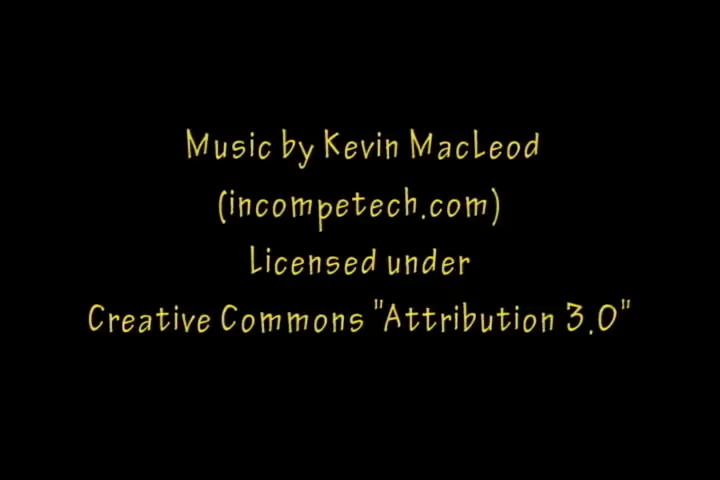 Music by Kevin MacLeod
(incompetech.com)
Licensed under
Creative Commons "Attribution 3.0"